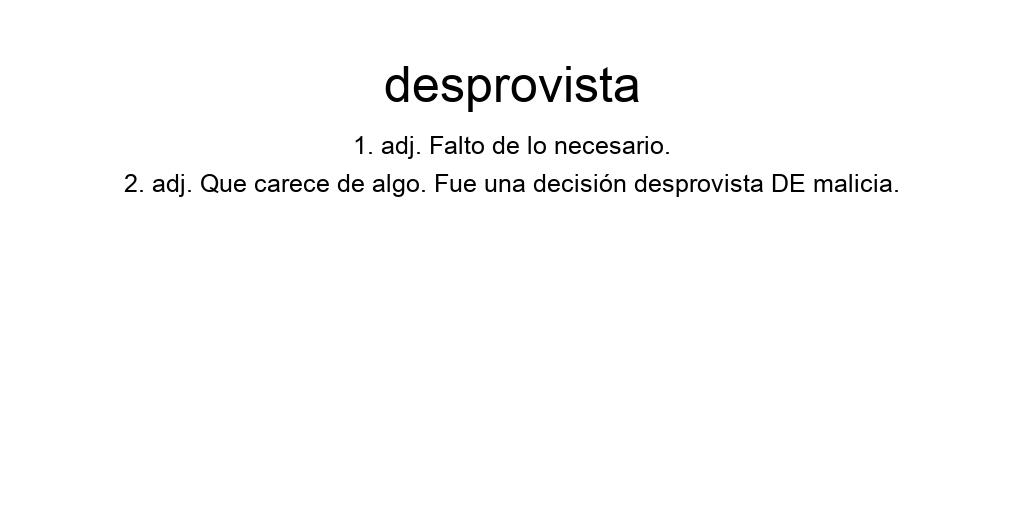 desprovista
1. adj. Falto de lo necesario.
2. adj. Que carece de algo. Fue una decisión desprovista DE malicia.